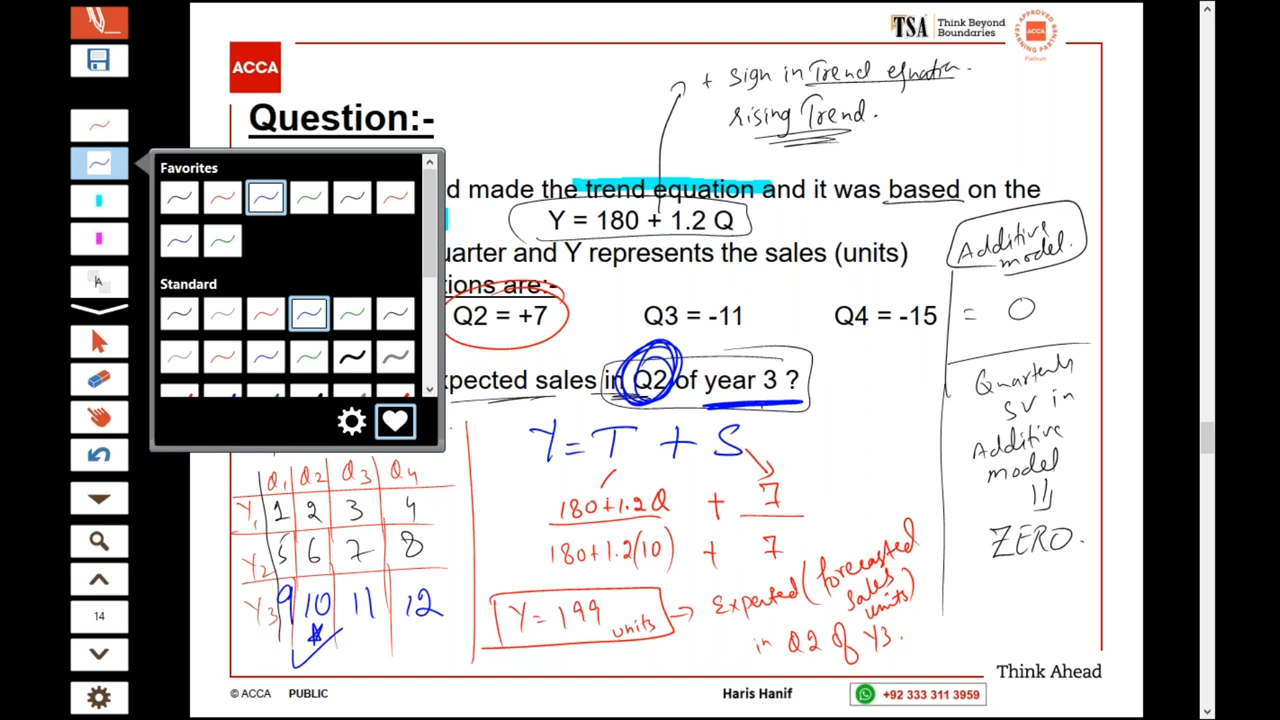 TSA Think Beyond Boundaries
APPROVED LEARNING PARTNER
ACCA
Platinum
ACCA
+ sign in Trend equation.
rising Trend.
Question:-
Favorites
d made the trend equation and it was based on the
Y = 180 + 1.2 Q
uarter and Y represents the sales (units)
Additive
model.
Standard
tions are:-
Q2 = +7 Q3 = -11 Q4 = -15 = 0
xpected sales in Q2 of year 3 ?
Quarterly
SV in
Additive
model
ZERO.
Y = T + S
180+1.2Q + 7
180+1.2(10) + 7
Y = 199 units → Expected (forecasted
sales
units)
in Q2 of Y3.
Q1 Q2 Q3 Q4
Y1 1 2 3 4
Y2 5 6 7 8
Y3 9 10 11 12
14
Think Ahead
© ACCA PUBLIC Haris Hanif +92 333 311 3959